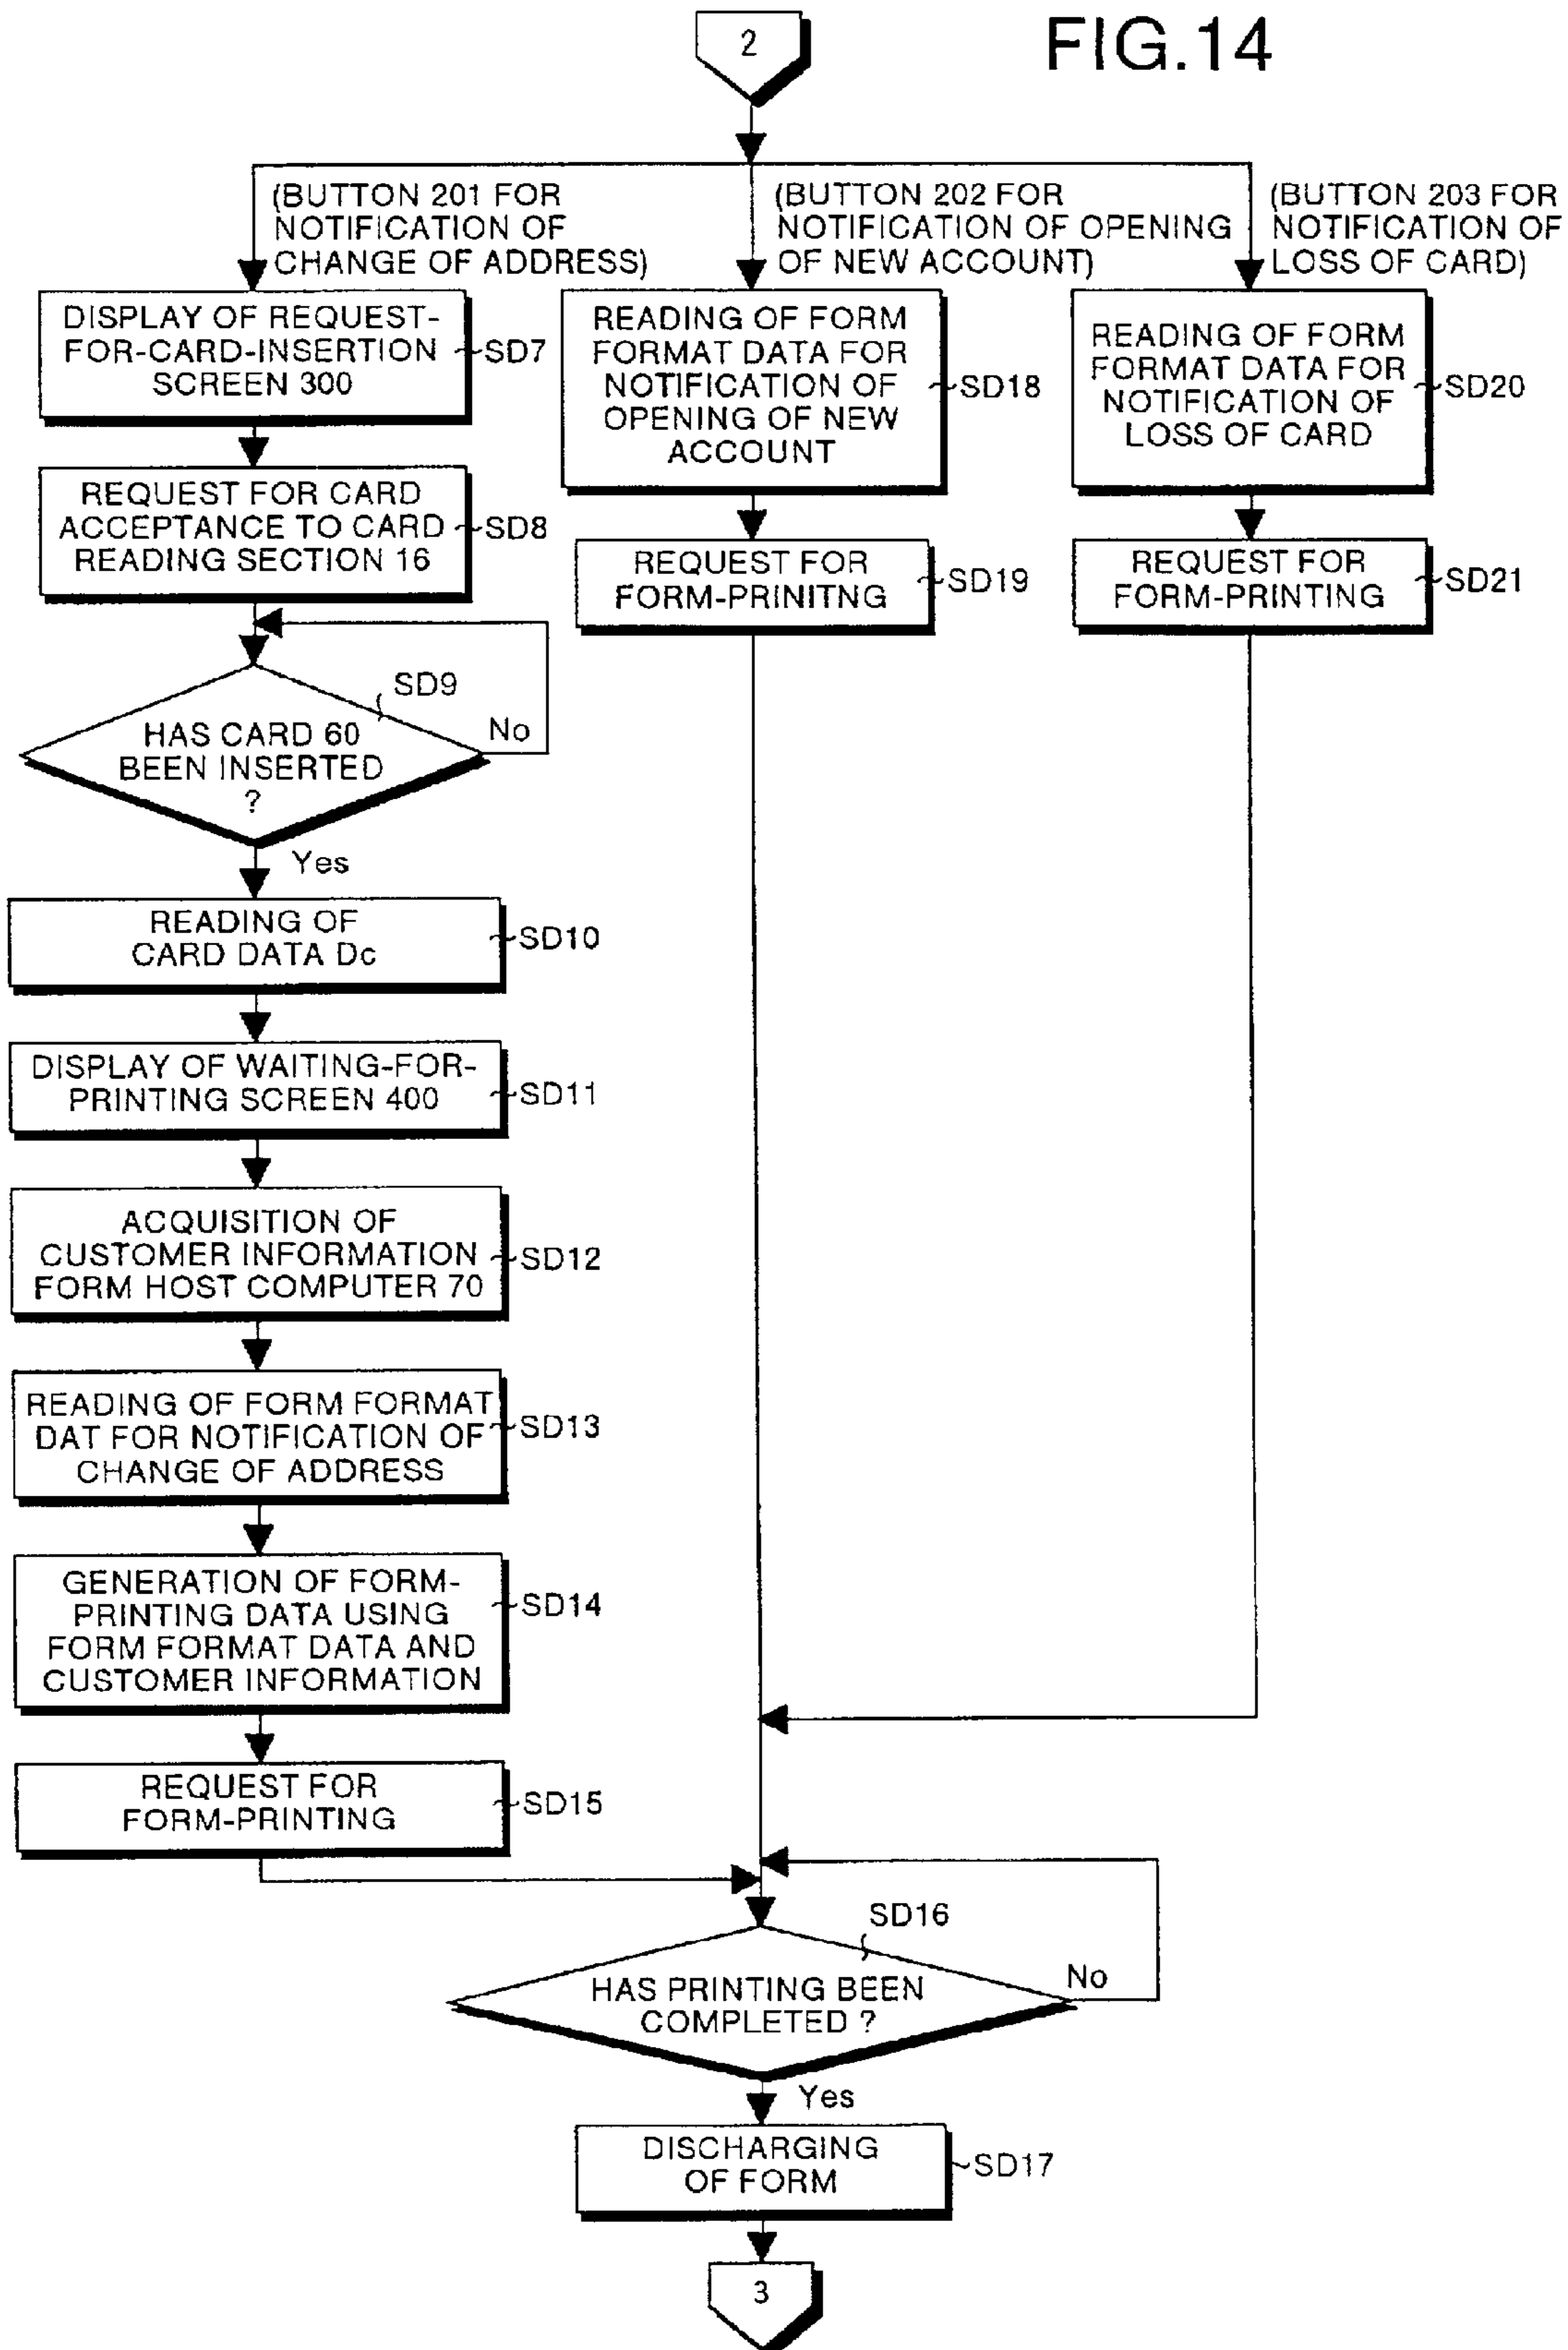 FIG.14
2
(BUTTON 201 FOR
NOTIFICATION OF
CHANGE OF ADDRESS)
(BUTTON 202 FOR
NOTIFICATION OF OPENING
OF NEW ACCOUNT)
(BUTTON 203 FOR
NOTIFICATION OF
LOSS OF CARD)
DISPLAY OF REQUEST-
FOR-CARD-INSERTION
SCREEN 300
SD7
REQUEST FOR CARD
ACCEPTANCE TO CARD
READING SECTION 16
SD8
SD9
HAS CARD 60
BEEN INSERTED
?
No
Yes
READING OF
CARD DATA Dc
SD10
DISPLAY OF WAITING-FOR-
PRINTING SCREEN 400
SD11
ACQUISITION OF
CUSTOMER INFORMATION
FORM HOST COMPUTER 70
SD12
READING OF FORM FORMAT
DAT FOR NOTIFICATION OF
CHANGE OF ADDRESS
SD13
GENERATION OF FORM-
PRINTING DATA USING
FORM FORMAT DATA AND
CUSTOMER INFORMATION
SD14
REQUEST FOR
FORM-PRINTING
SD15
READING OF FORM
FORMAT DATA FOR
NOTIFICATION OF
OPENING OF NEW
ACCOUNT
SD18
REQUEST FOR
FORM-PRINITNG
SD19
READING OF FORM
FORMAT DATA FOR
NOTIFICATION OF
LOSS OF CARD
SD20
REQUEST FOR
FORM-PRINTING
SD21
SD16
HAS PRINTING BEEN
COMPLETED ?
No
Yes
DISCHARGING
OF FORM
SD17
3